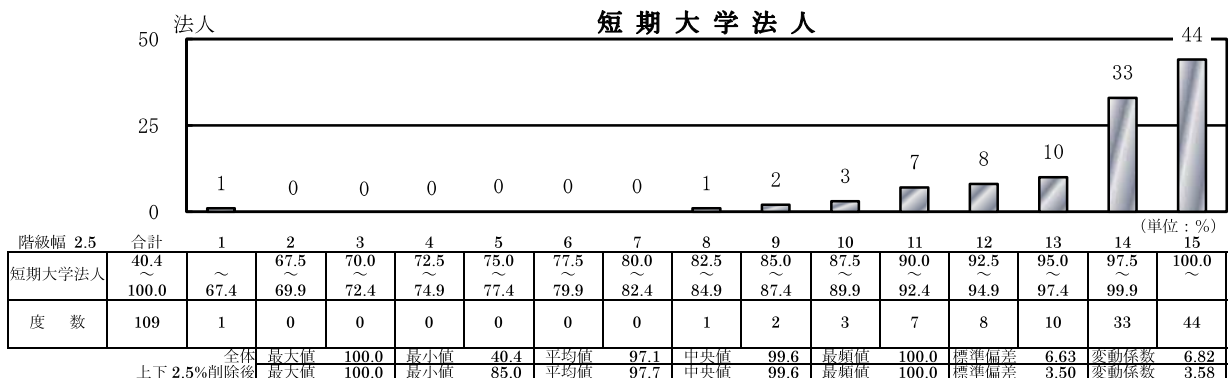 短期大学法人
法人
50
25
0
1 0 0 0 0 0 0 1 2 3 7 8 10 33 44
(単位：%)
階級幅 2.5 合計 1 2 3 4 5 6 7 8 9 10 11 12 13 14 15
短期大学法人 40.4～100.0 ～67.4 67.5～69.9 70.0～72.4 72.5～74.9 75.0～77.4 77.5～79.9 80.0～82.4 82.5～84.9 85.0～87.4 87.5～89.9 90.0～92.4 92.5～94.9 95.0～97.4 97.5～99.9 100.0～
度数 109 1 0 0 0 0 0 0 1 2 3 7 8 10 33 44
全体 最大値 100.0 最小値 40.4 平均値 97.1 中央値 99.6 最頻値 100.0 標準偏差 6.63 変動係数 6.82
上下2.5%削除後 最大値 100.0 最小値 85.0 平均値 97.7 中央値 99.6 最頻値 100.0 標準偏差 3.50 変動係数 3.58